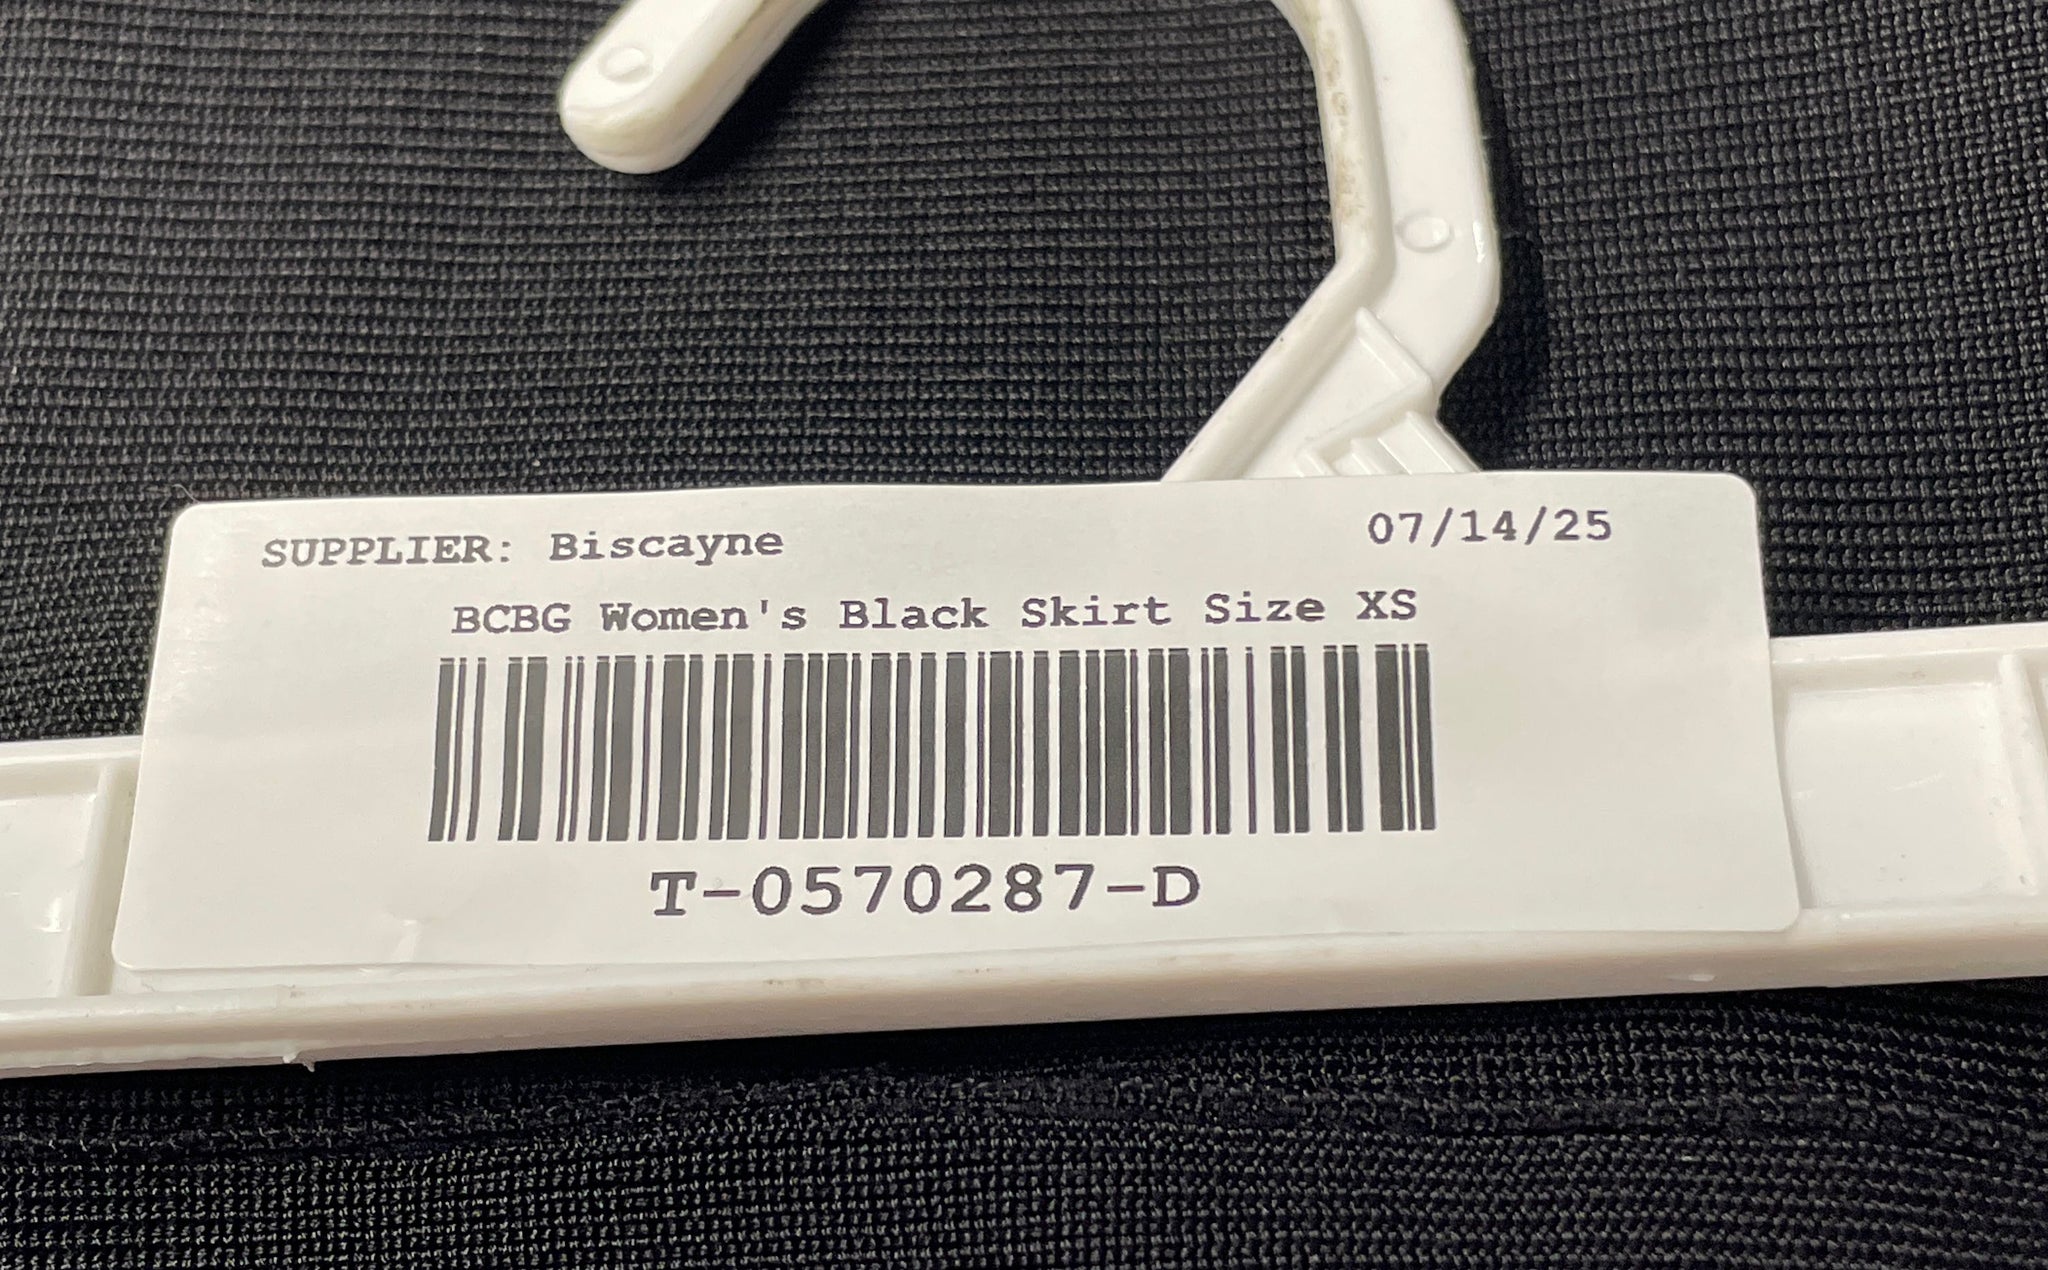 SUPPLIER: Biscayne 07/14/25
BCBG Women's Black Skirt Size XS
T-0570287-D